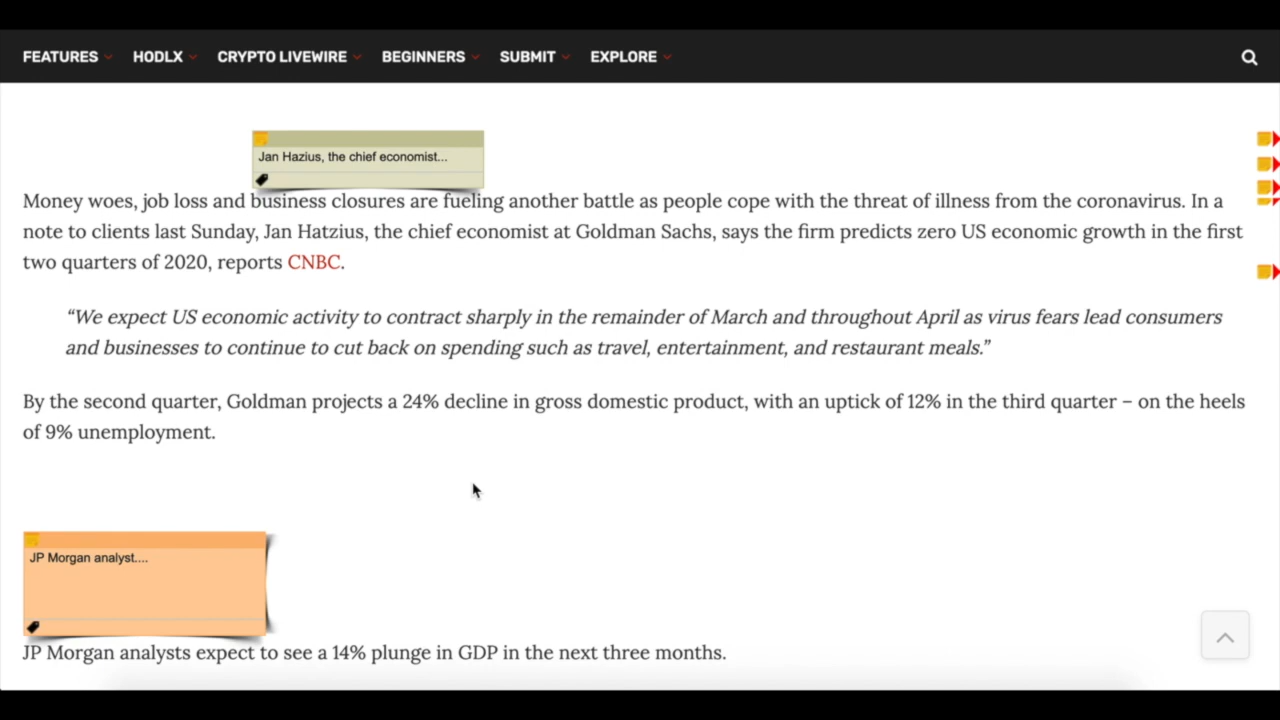 FEATURES HODLX CRYPTO LIVEWIRE BEGINNERS SUBMIT EXPLORE
Jan Hazius, the chief economist...
Money woes, job loss and business closures are fueling another battle as people cope with the threat of illness from the coronavirus. In a
note to clients last Sunday, Jan Hatzius, the chief economist at Goldman Sachs, says the firm predicts zero US economic growth in the first
two quarters of 2020, reports CNBC.
“We expect US economic activity to contract sharply in the remainder of March and throughout April as virus fears lead consumers
and businesses to continue to cut back on spending such as travel, entertainment, and restaurant meals.”
By the second quarter, Goldman projects a 24% decline in gross domestic product, with an uptick of 12% in the third quarter – on the heels
of 9% unemployment.
JP Morgan analyst....
JP Morgan analysts expect to see a 14% plunge in GDP in the next three months.